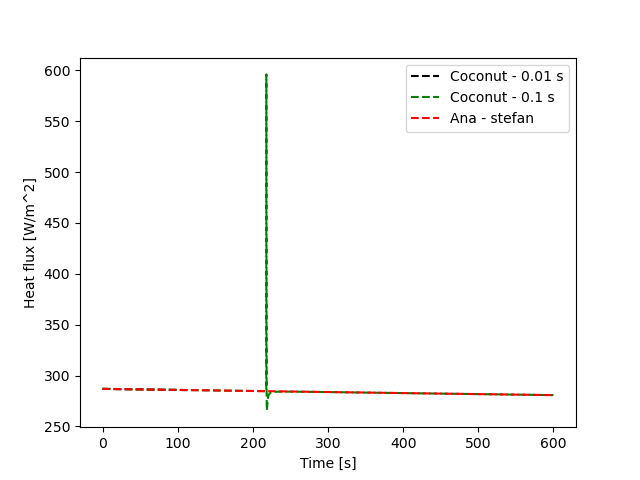 Coconut - 0.01 s
Coconut - 0.1 s
Ana - stefan
Heat flux [W/m^2]
600
550
500
450
400
350
300
250
0 100 200 300 400 500 600
Time [s]